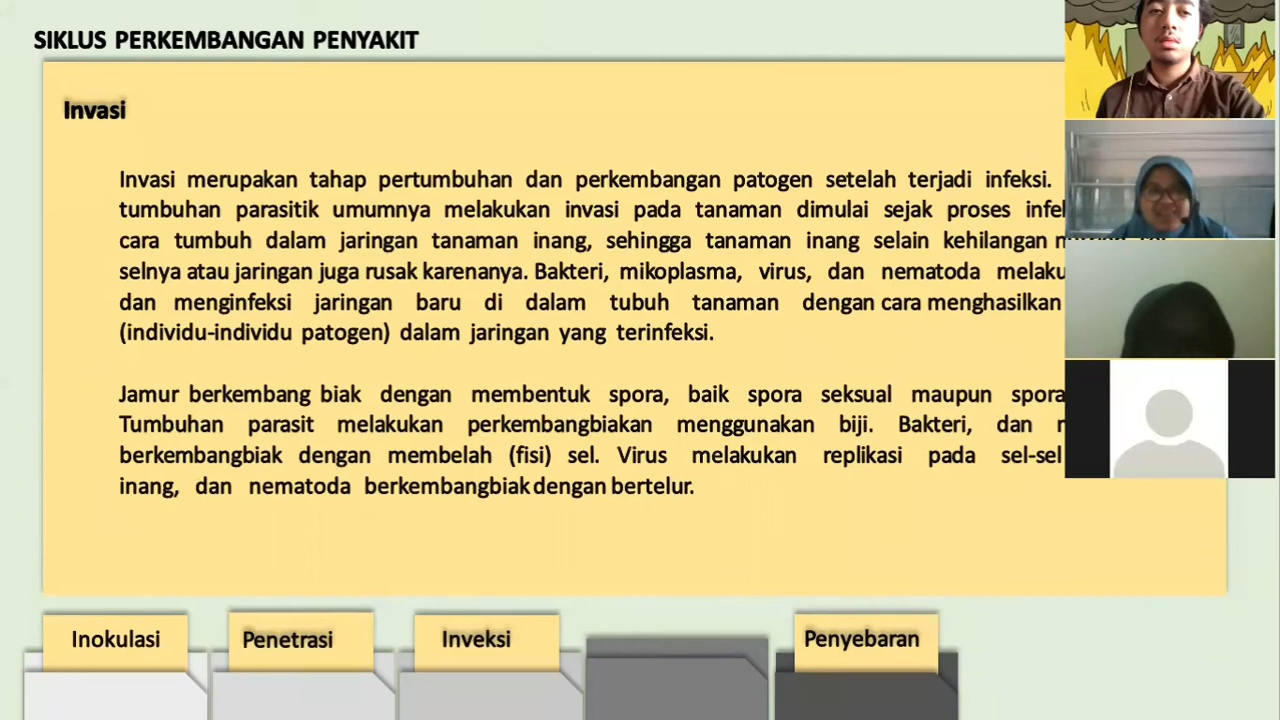 SIKLUS PERKEMBANGAN PENYAKIT
Invasi
Invasi merupakan tahap pertumbuhan dan perkembangan patogen setelah terjadi infeksi.
tumbuhan parasitik umumnya melakukan invasi pada tanaman dimulai sejak proses
cara tumbuh dalam jaringan tanaman inang, sehingga tanaman inang selain kehilangan
selnya atau jaringan juga rusak karenanya. Bakteri, mikoplasma, virus, dan nematoda
dan menginfeksi jaringan baru di dalam tubuh tanaman dengan cara menghasilkan
(individu-individu patogen) dalam jaringan yang terinfeksi.
Jamur berkembang biak dengan membentuk spora, baik spora seksual maupun spora
Tumbuhan parasit melakukan perkembangbiakan menggunakan biji. Bakteri, dan
berkembangbiak dengan membelah (fisi) sel. Virus melakukan replikasi pada sel-sel
inang, dan nematoda berkembangbiak dengan bertelur.
Inokulasi
Penetrasi
Inveksi
Penyebaran